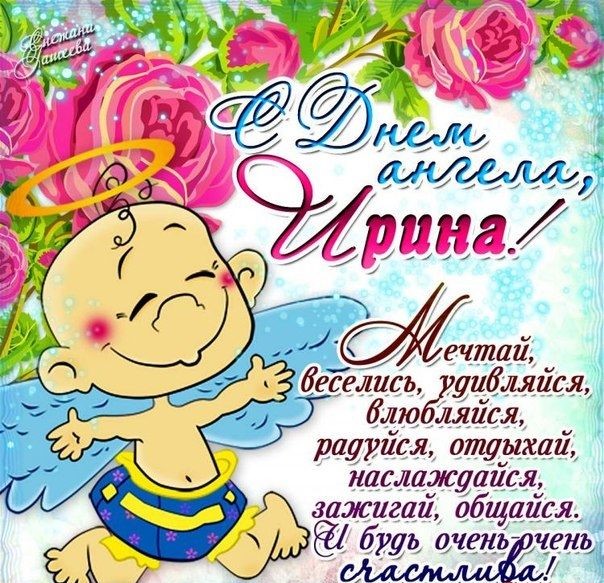 С Днем
ангела,
Ирина!
Мечтай,
веселись, удивляйся,
влюбляйся,
радуйся, отдыхай,
наслаждайся,
зажигай, общайся.
И будь очень-очень
счастлива!